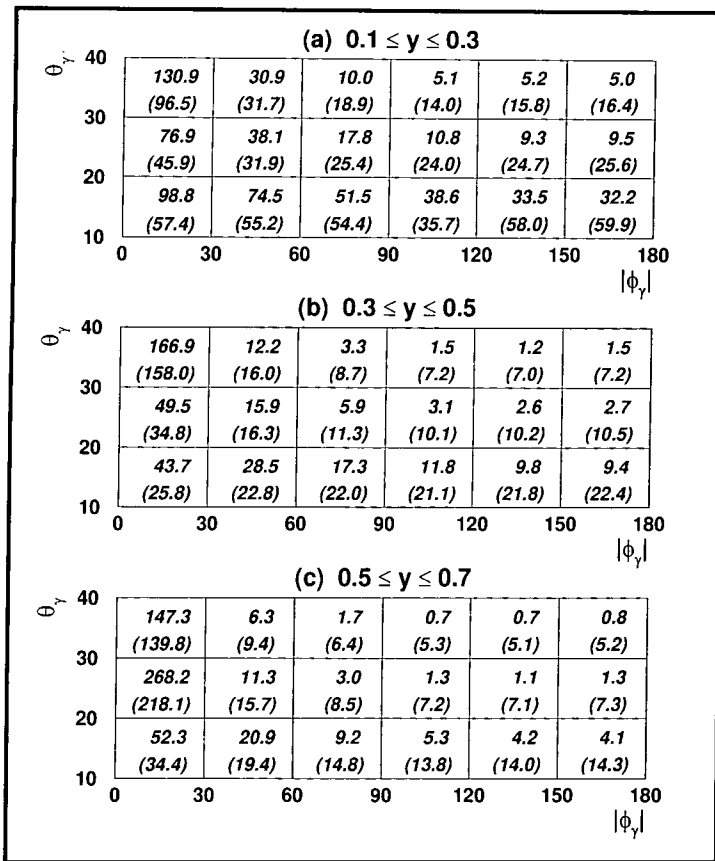 (a) 0.1 ≤ y ≤ 0.3
θγ
40
130.9 30.9 10.0 5.1 5.2 5.0
(96.5) (31.7) (18.9) (14.0) (15.8) (16.4)
30
76.9 38.1 17.8 10.8 9.3 9.5
(45.9) (31.9) (25.4) (24.0) (24.7) (25.6)
20
98.8 74.5 51.5 38.6 33.5 32.2
(57.4) (55.2) (54.4) (35.7) (58.0) (59.9)
10
0 30 60 90 120 150 180
|ϕγ|
(b) 0.3 ≤ y ≤ 0.5
θγ
40
166.9 12.2 3.3 1.5 1.2 1.5
(158.0) (16.0) (8.7) (7.2) (7.0) (7.2)
30
49.5 15.9 5.9 3.1 2.6 2.7
(34.8) (16.3) (11.3) (10.1) (10.2) (10.5)
20
43.7 28.5 17.3 11.8 9.8 9.4
(25.8) (22.8) (22.0) (21.1) (21.8) (22.4)
10
0 30 60 90 120 150 180
|ϕγ|
(c) 0.5 ≤ y ≤ 0.7
θγ
40
147.3 6.3 1.7 0.7 0.7 0.8
(139.8) (9.4) (6.4) (5.3) (5.1) (5.2)
30
268.2 11.3 3.0 1.3 1.1 1.3
(218.1) (15.7) (8.5) (7.2) (7.1) (7.3)
20
52.3 20.9 9.2 5.3 4.2 4.1
(34.4) (19.4) (14.8) (13.8) (14.0) (14.3)
10
0 30 60 90 120 150 180
|ϕγ|